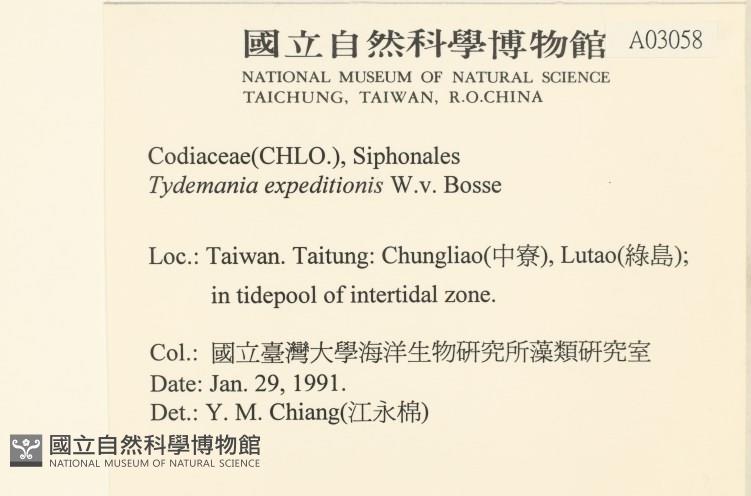 國立自然科學博物館 A03058
NATIONAL MUSEUM OF NATURAL SCIENCE
TAICHUNG, TAIWAN, R.O.CHINA
Codiaceae(CHLO.), Siphonales
Tydemania expeditionis W.v. Bosse
Loc.: Taiwan. Taitung: Chungliao(中寮), Lutao(綠島);
in tidepool of intertidal zone.
Col.: 國立臺灣大學海洋生物研究所藻類研究室
Date: Jan. 29, 1991.
Det.: Y. M. Chiang(江永棉)
國立自然科學博物館
NATIONAL MUSEUM OF NATURAL SCIENCE